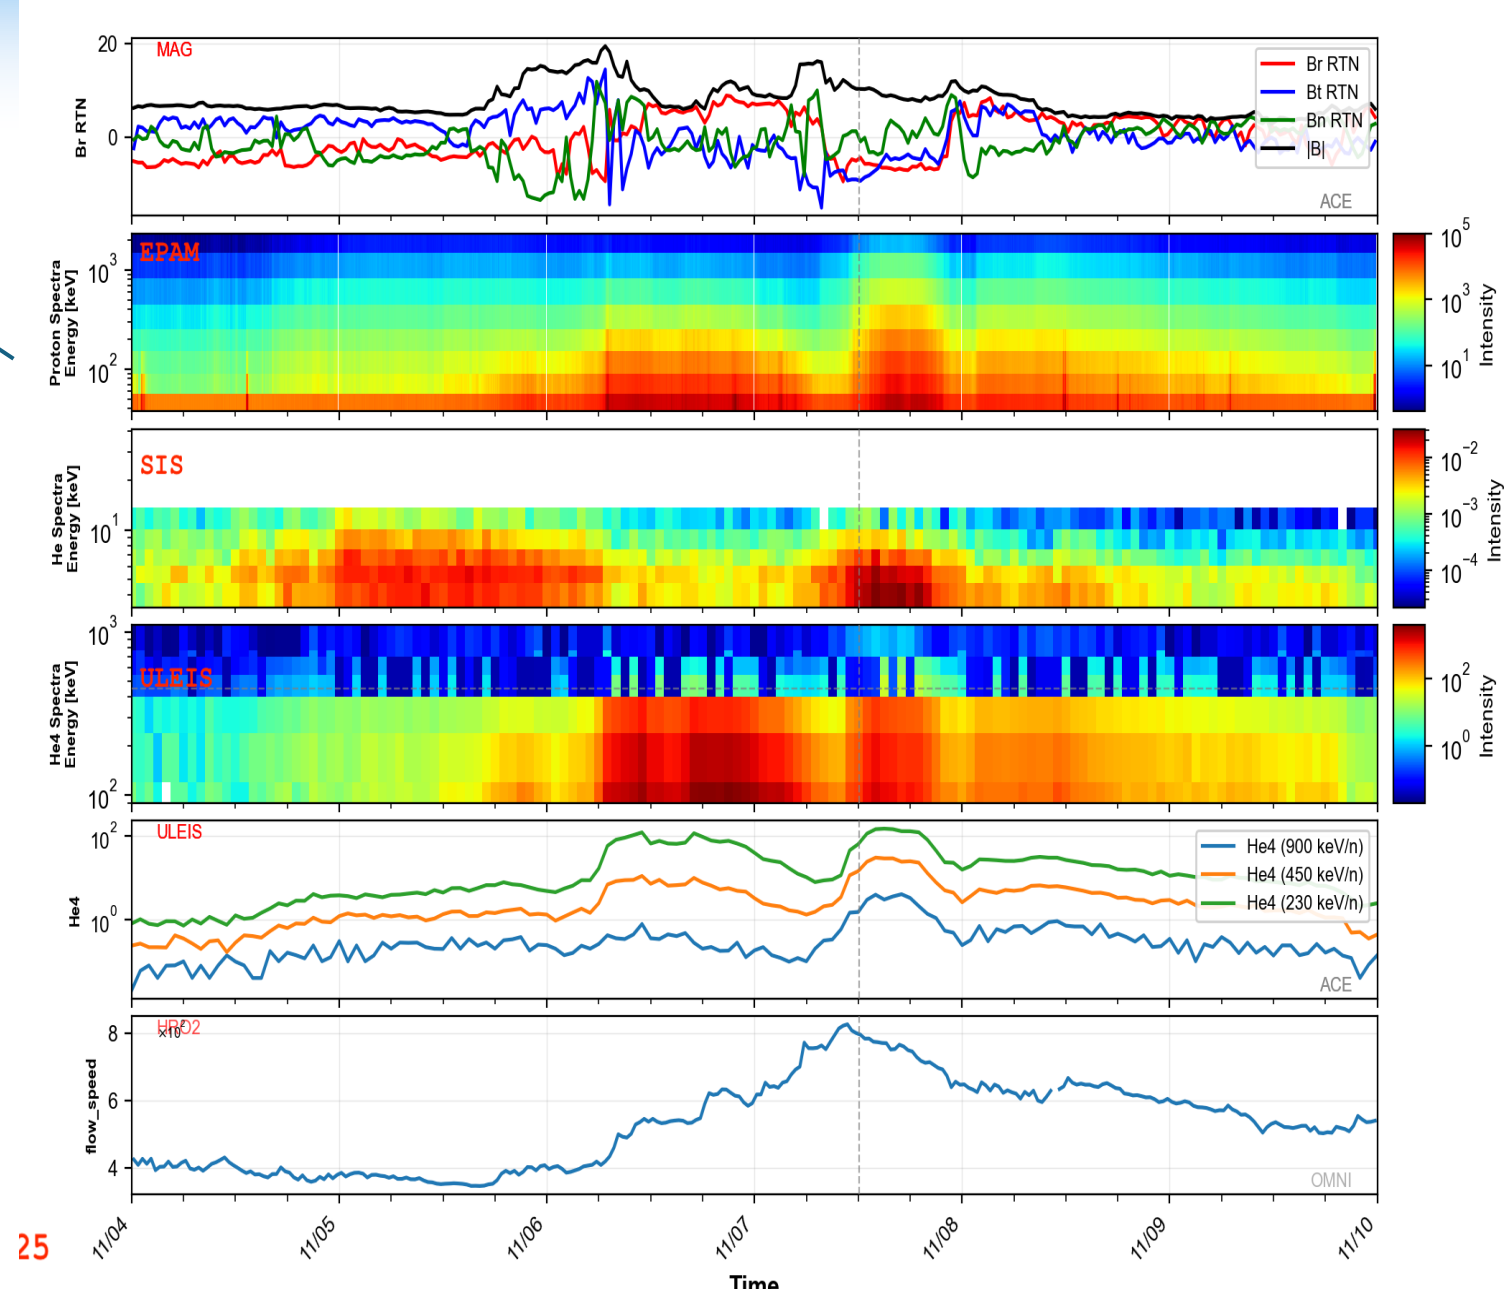 20
0
Br RTN
MAG
Br RTN
Bt RTN
Bn RTN
|B|
ACE
EPAM
10^3
10^2
Proton Spectra
Energy [keV]
10^5
10^3
10^1
Intensity
SIS
10^1
He Spectra
Energy [keV]
10^-2
10^-3
10^-4
Intensity
ULEIS
10^3
10^2
He4 Spectra
Energy [keV]
10^2
10^0
Intensity
ULEIS
10^2
10^0
He4
He4 (900 keV/n)
He4 (450 keV/n)
He4 (230 keV/n)
ACE
HRO2
×10^2
8
6
4
flow_speed
OMNI
11/04
11/05
11/06
11/07
11/08
11/09
11/10
25
Time